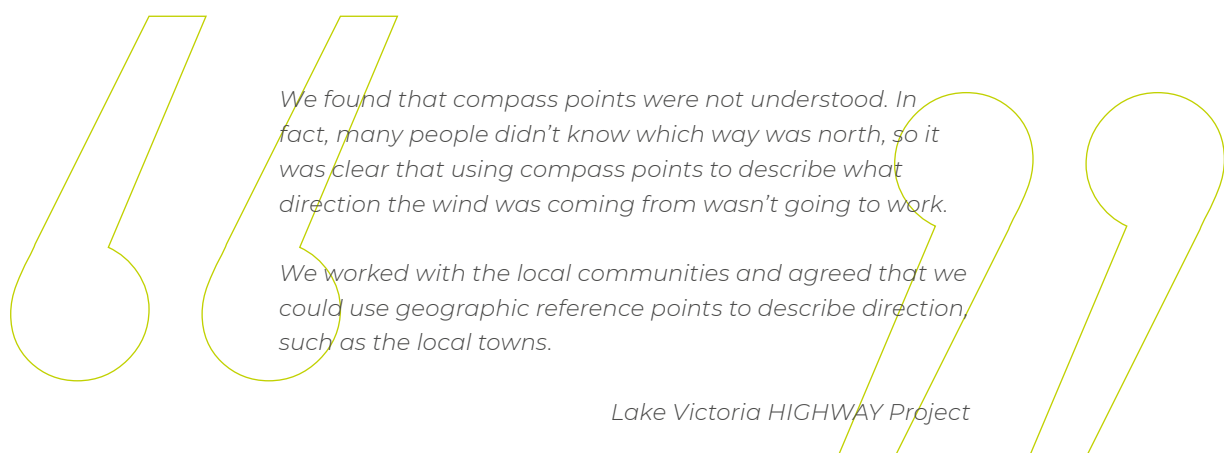 We found that compass points were not understood. In
fact, many people didn’t know which way was north, so it
was clear that using compass points to describe what
direction the wind was coming from wasn’t going to work.
We worked with the local communities and agreed that we
could use geographic reference points to describe direction,
such as the local towns.
Lake Victoria HIGHWAY Project